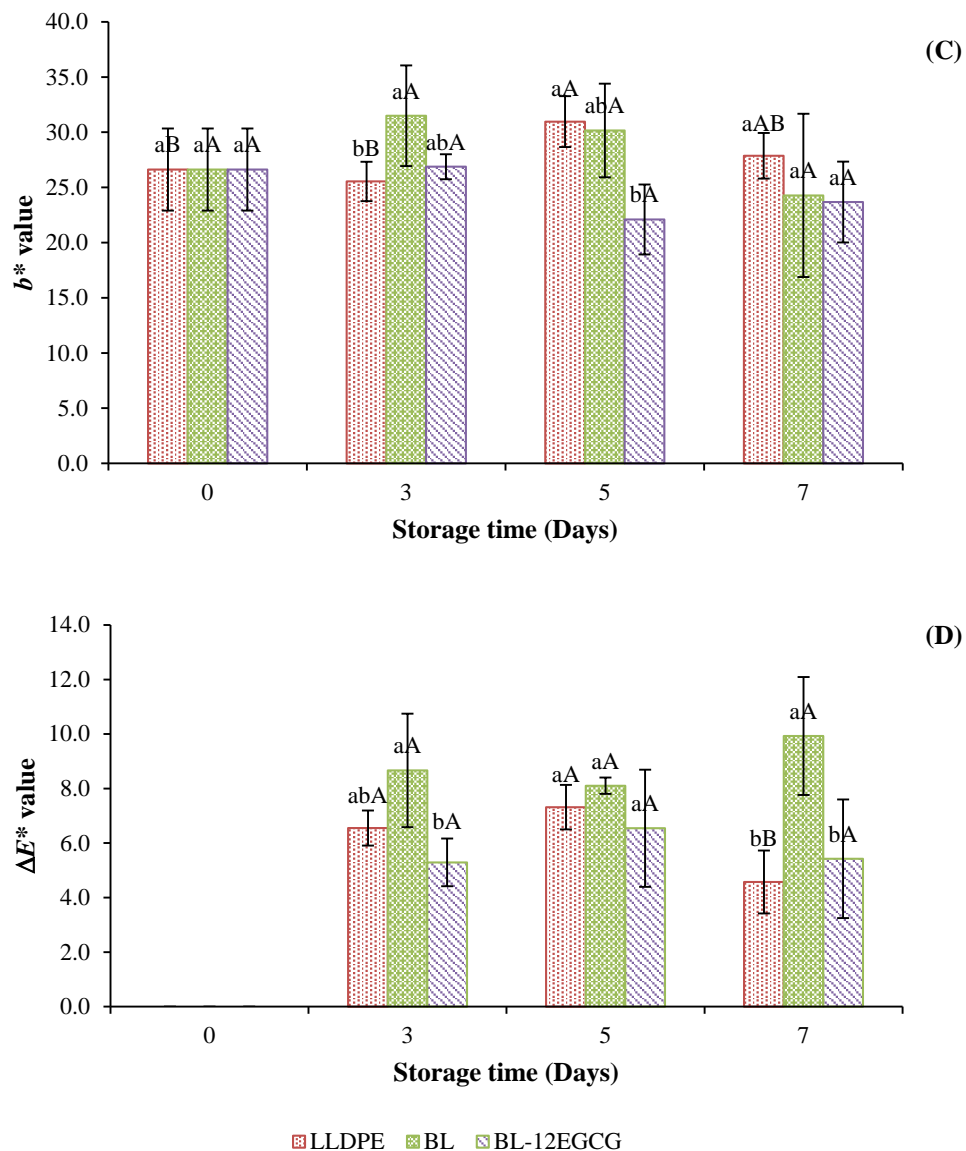 40.0
(C)
35.0
aA
aA
abA
aAB
30.0
aB
aA
aA
bB
abA
aA
aA
25.0
bA
20.0
15.0
10.0
5.0
0.0
b* value
0
3
5
7
Storage time (Days)
14.0
(D)
12.0
aA
10.0
aA
aA
8.0
abA
aA
aA
6.0
bA
bB
bA
4.0
2.0
0.0
ΔE* value
0
3
5
7
Storage time (Days)
LLDPE BL BL-12EGCG